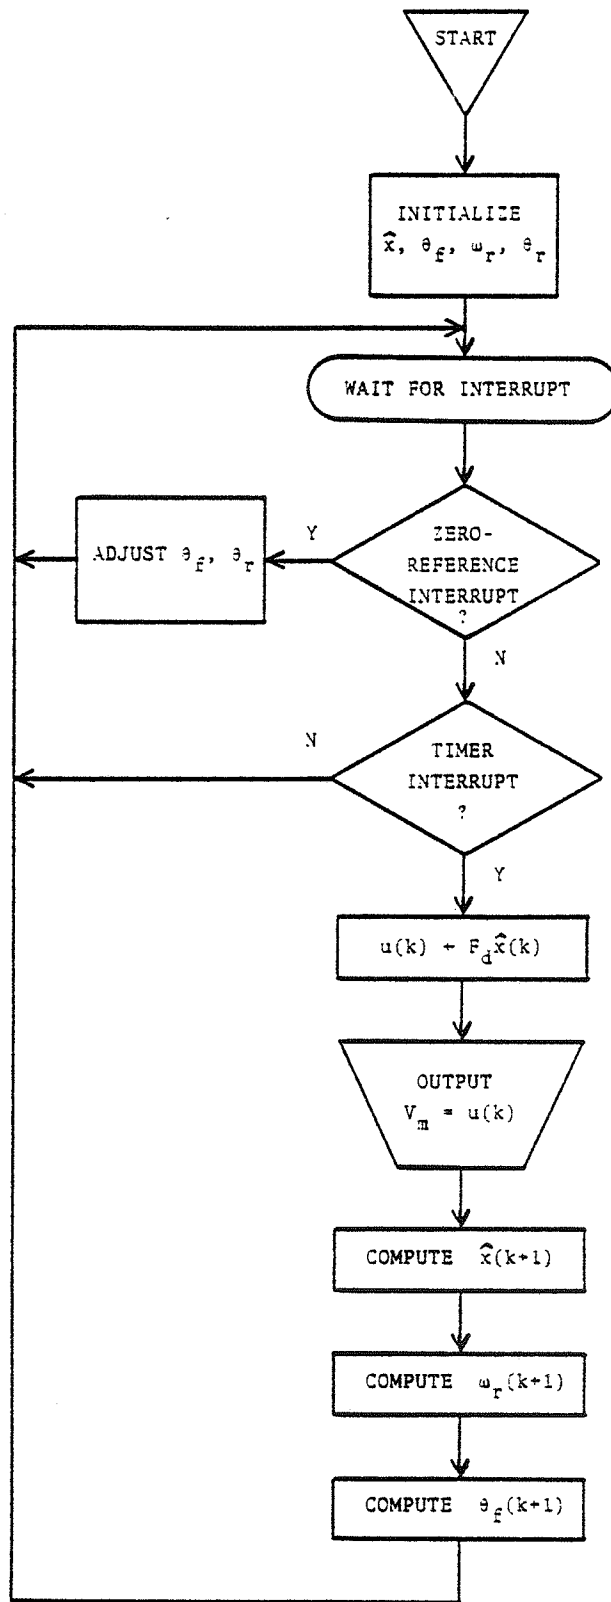 START
INITIALIZE
x̂, θ_f, ω_r, θ_r
WAIT FOR INTERRUPT
ZERO-
REFERENCE
INTERRUPT
?
Y
ADJUST θ_f, θ_r
N
TIMER
INTERRUPT
?
N
Y
u(k) ← F_d x̂(k)
OUTPUT
V_m = u(k)
COMPUTE x̂(k+1)
COMPUTE ω_r(k+1)
COMPUTE θ_f(k+1)